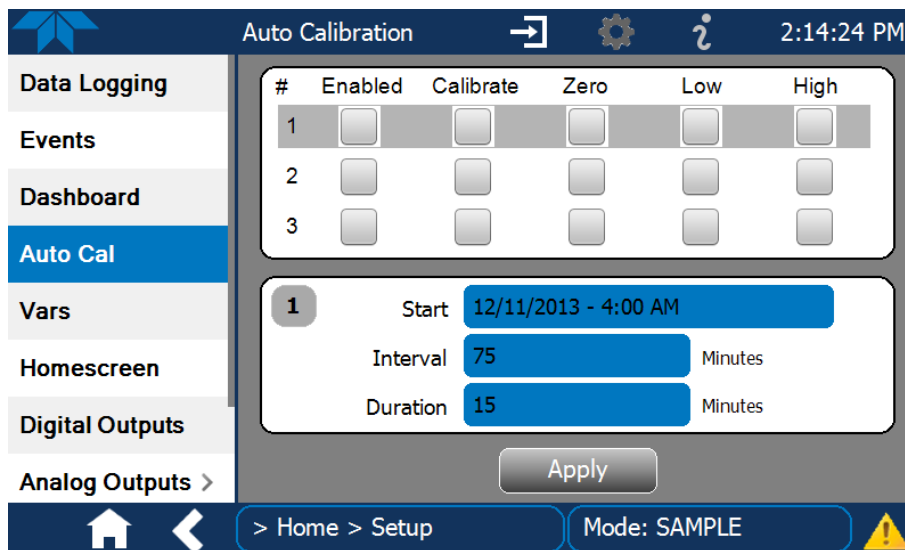 Auto Calibration 2:14:24 PM
Data Logging
Events
Dashboard
Auto Cal
Vars
Homescreen
Digital Outputs
Analog Outputs >
# Enabled Calibrate Zero Low High
1
2
3
1
Start 12/11/2013 - 4:00 AM
Interval 75 Minutes
Duration 15 Minutes
Apply
> Home > Setup Mode: SAMPLE